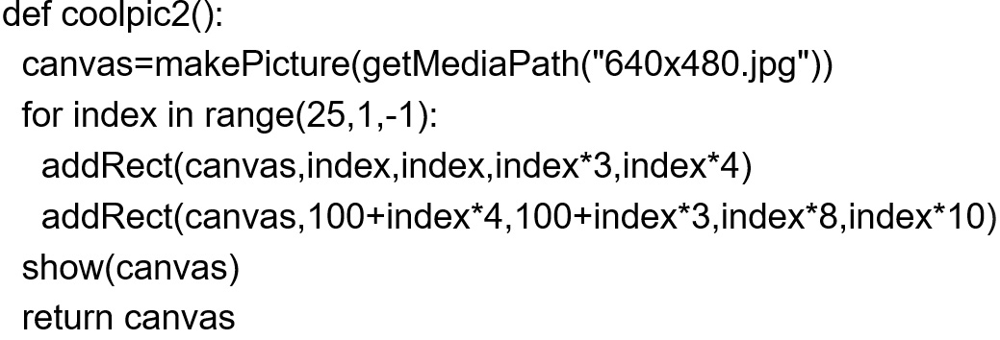 def coolpic2():
  canvas=makePicture(getMediaPath("640x480.jpg"))
  for index in range(25,1,-1):
    addRect(canvas,index,index,index*3,index*4)
    addRect(canvas,100+index*4,100+index*3,index*8,index*10)
  show(canvas)
  return canvas